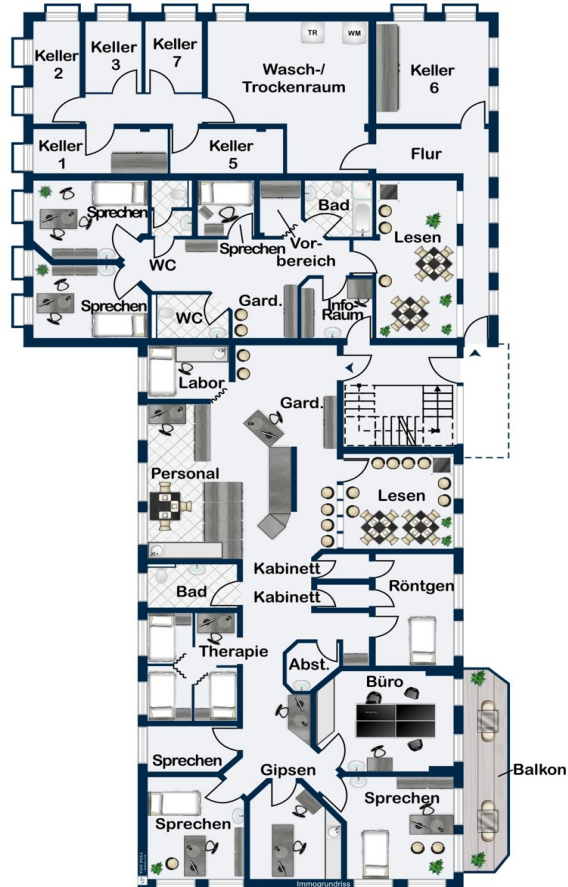 Keller
2
Keller
3
Keller
7
TR
WM
Wasch-/
Trockenraum
Keller
6
Keller
1
Keller
5
Flur
Sprechen
Sprechen
Bad
Vor-
bereich
Lesen
WC
Sprechen
WC
Gard.
Info-
Raum
Labor
Gard.
Personal
Lesen
Kabinett
Bad
Kabinett
Röntgen
Therapie
Abst.
Büro
Sprechen
Gipsen
Balkon
Sprechen
Sprechen
Immogrundriss